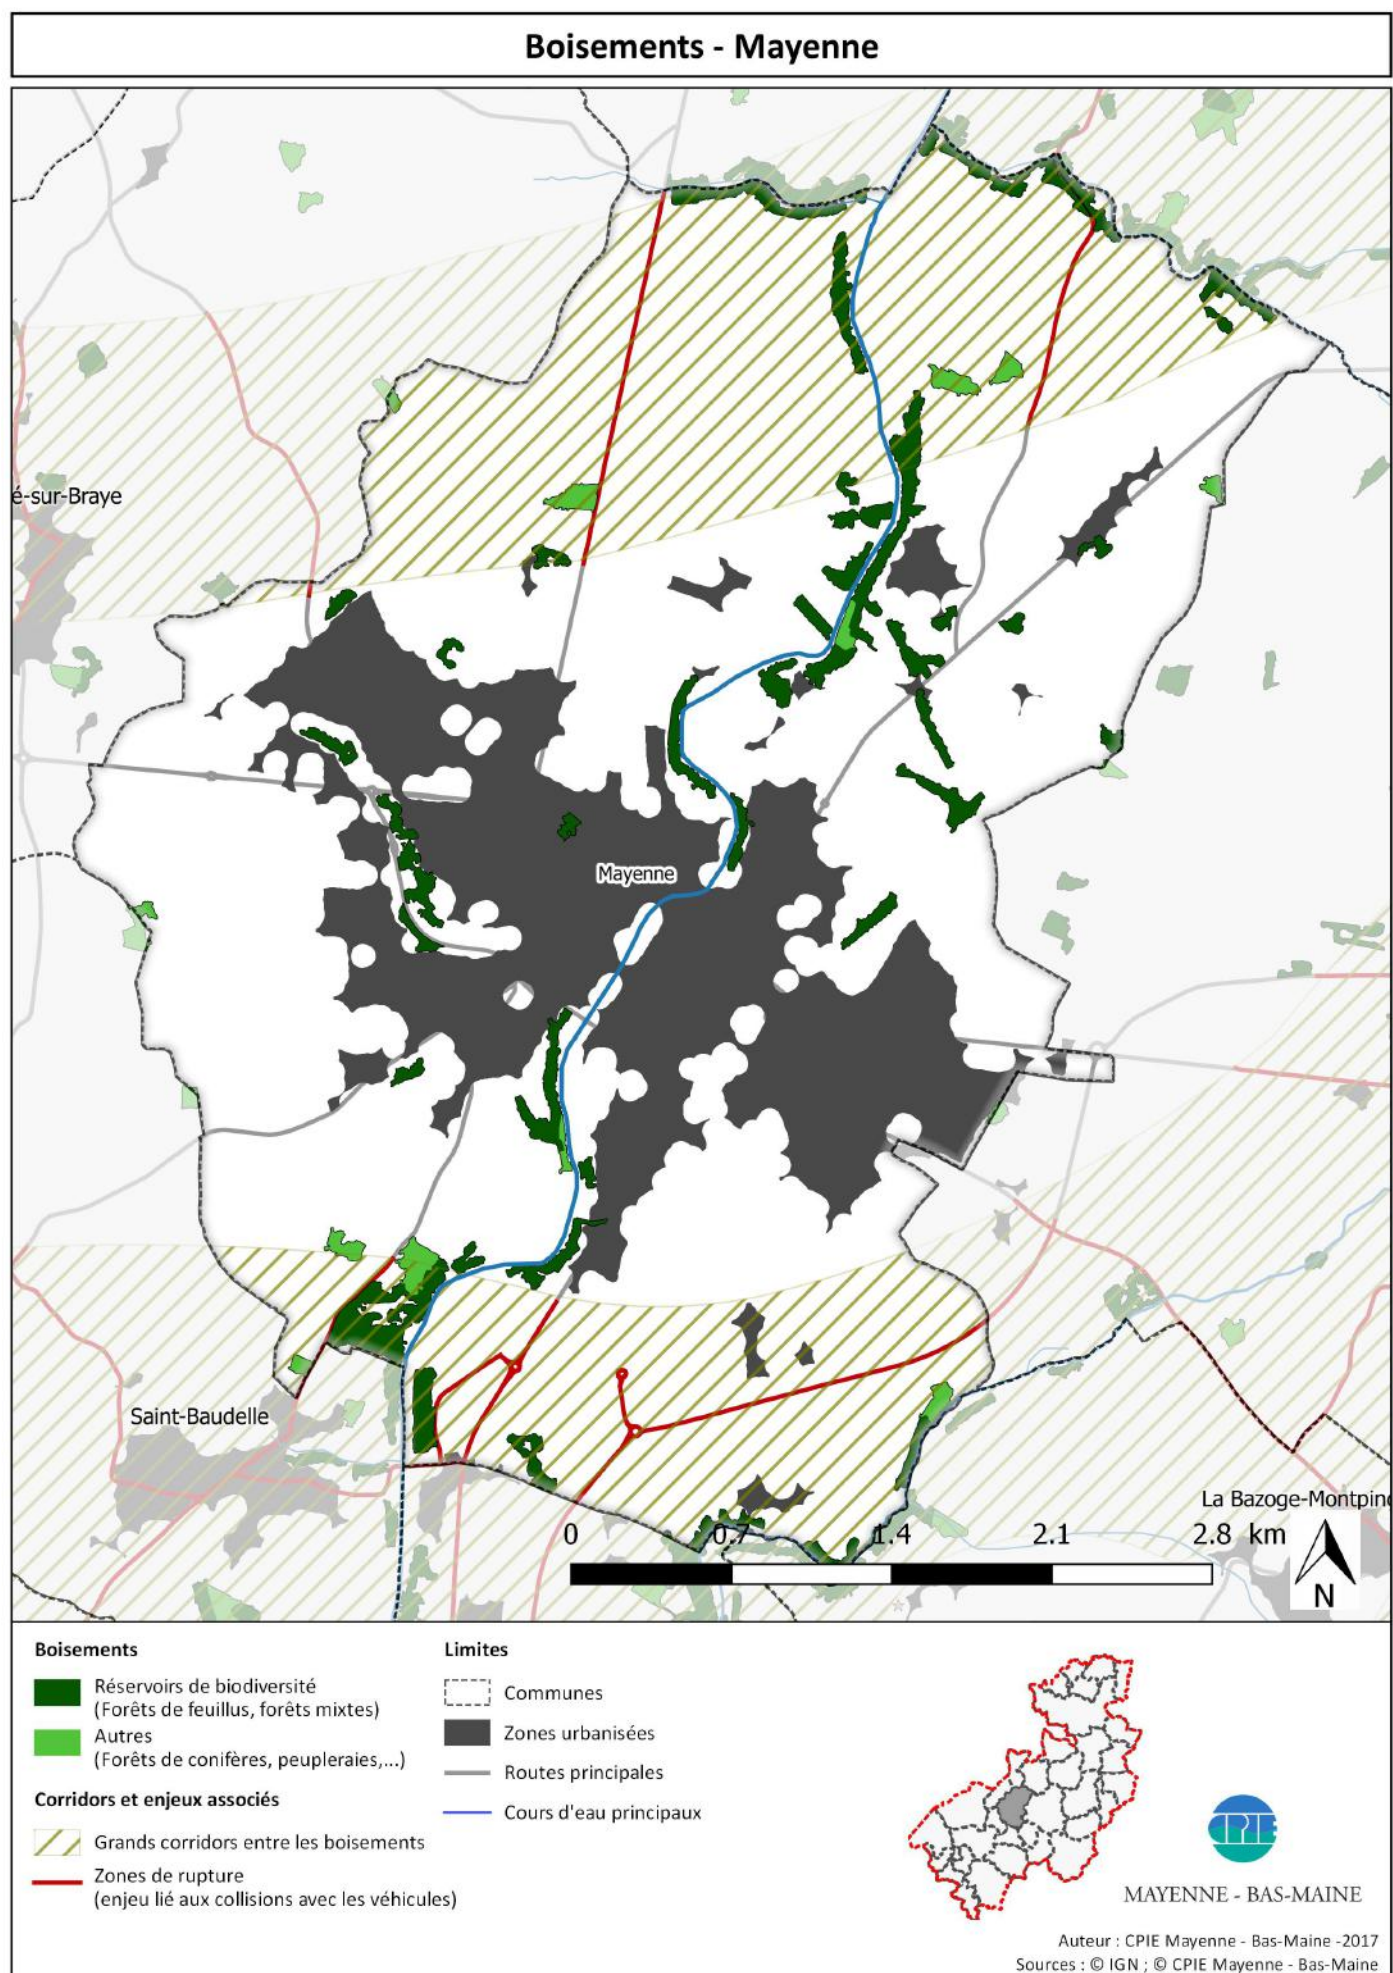 Boisements - Mayenne
é-sur-Braye
Mayenne
Saint-Baudelle
La Bazoge-Montpin
0 0.7 1.4 2.1 2.8 km
N
Boisements
Réservoirs de biodiversité
(Forêts de feuillus, forêts mixtes)
Autres
(Forêts de conifères, peupleraies,...)
Corridors et enjeux associés
Grands corridors entre les boisements
Zones de rupture
(enjeu lié aux collisions avec les véhicules)
Limites
Communes
Zones urbanisées
Routes principales
Cours d'eau principaux
CPIE
MAYENNE - BAS-MAINE
Auteur : CPIE Mayenne - Bas-Maine -2017
Sources : © IGN ; © CPIE Mayenne - Bas-Maine